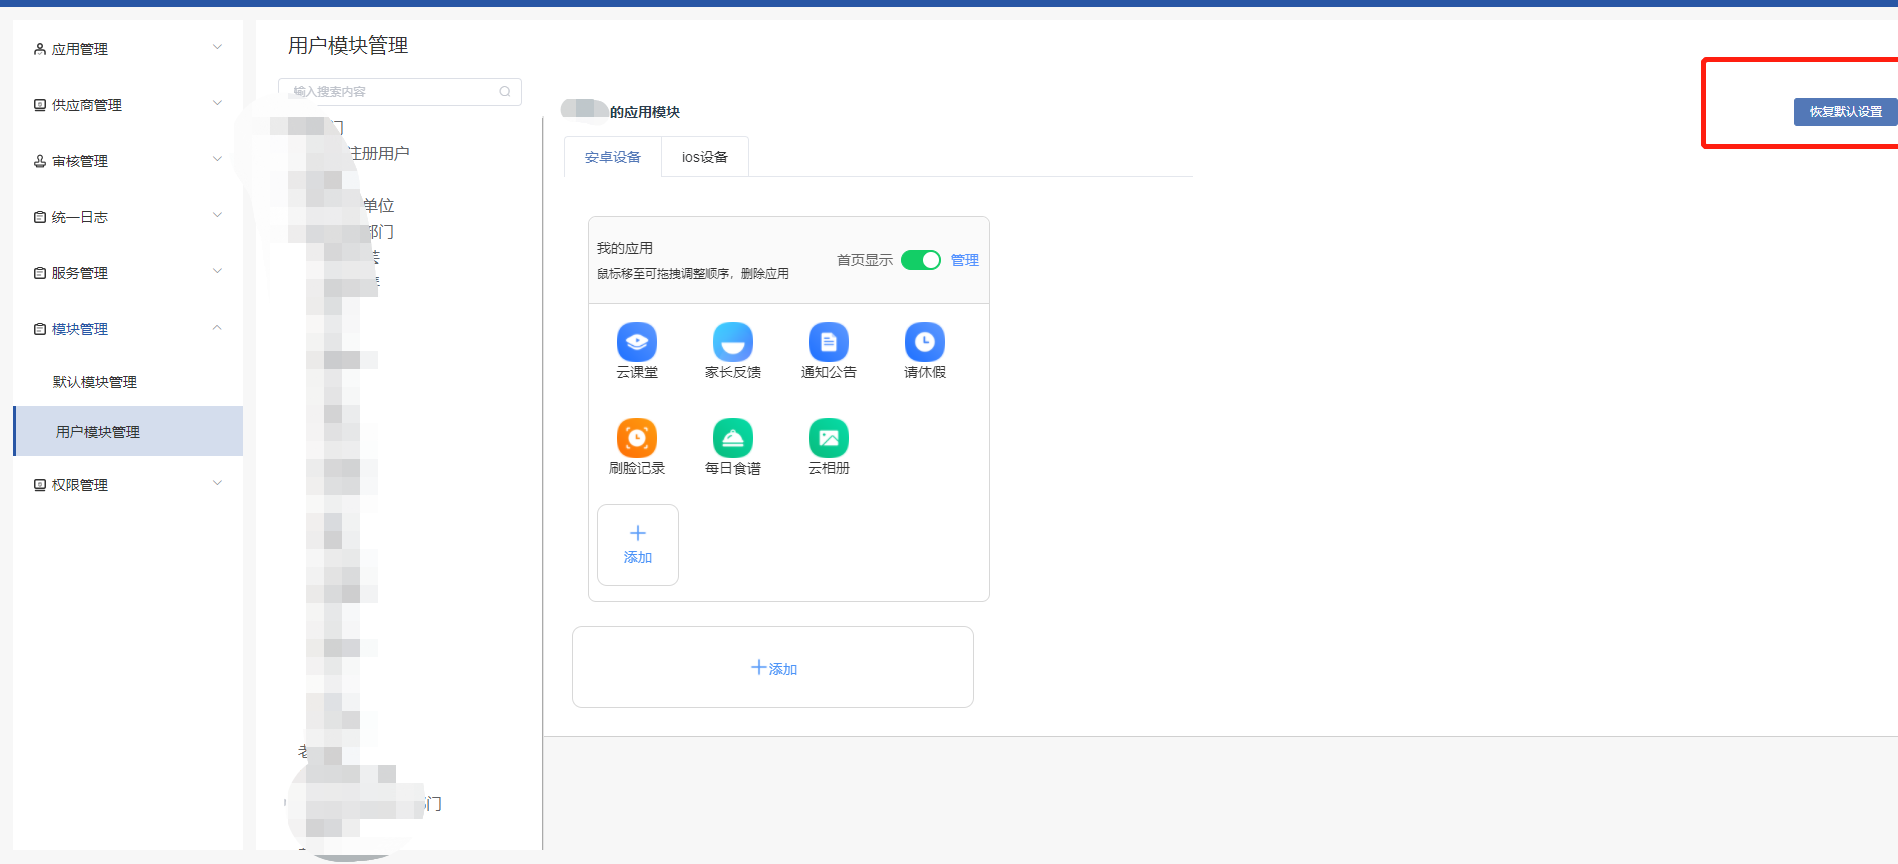 应用管理
供应商管理
审核管理
统一日志
服务管理
模块管理
默认模块管理
用户模块管理
权限管理
用户模块管理
输入搜索内容
门
注册用户
单位
部门
老
部门
的应用模块
恢复默认设置
安卓设备
ios设备
我的应用
鼠标移至可拖拽调整顺序，删除应用
首页显示
管理
云课堂
家长反馈
通知公告
请休假
刷脸记录
每日食谱
云相册
添加
添加